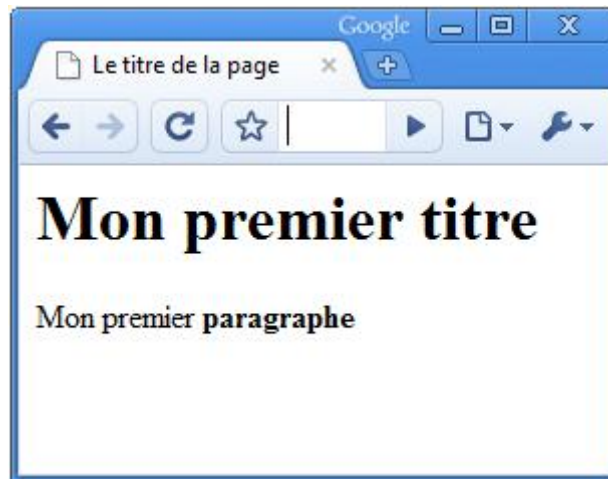 Google
Le titre de la page
Mon premier titre
Mon premier paragraphe